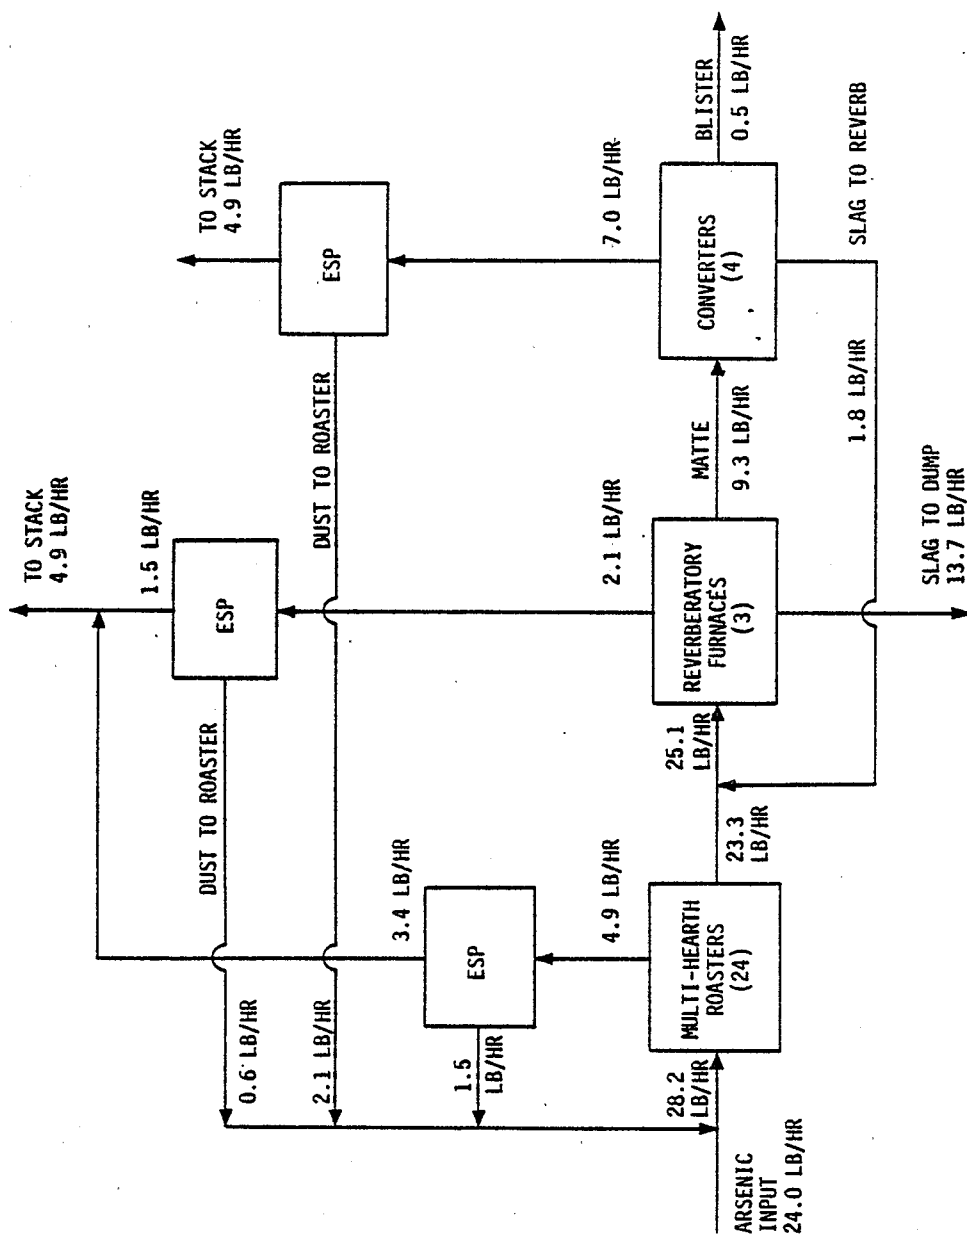 TO STACK
4.9 LB/HR
1.5 LB/HR
ESP
DUST TO ROASTER
0.6 LB/HR
TO STACK
4.9 LB/HR
ESP
DUST TO ROASTER
2.1 LB/HR
3.4 LB/HR
ESP
1.5
LB/HR
4.9 LB/HR
2.1 LB/HR
7.0 LB/HR
ARSENIC
INPUT
24.0 LB/HR
28.2
LB/HR
MULTI-HEARTH
ROASTERS
(24)
23.3
LB/HR
25.1
LB/HR
REVERBERATORY
FURNACES
(3)
MATTE
9.3 LB/HR
CONVERTERS
(4)
BLISTER
0.5 LB/HR
SLAG TO REVERB
1.8 LB/HR
SLAG TO DUMP
13.7 LB/HR